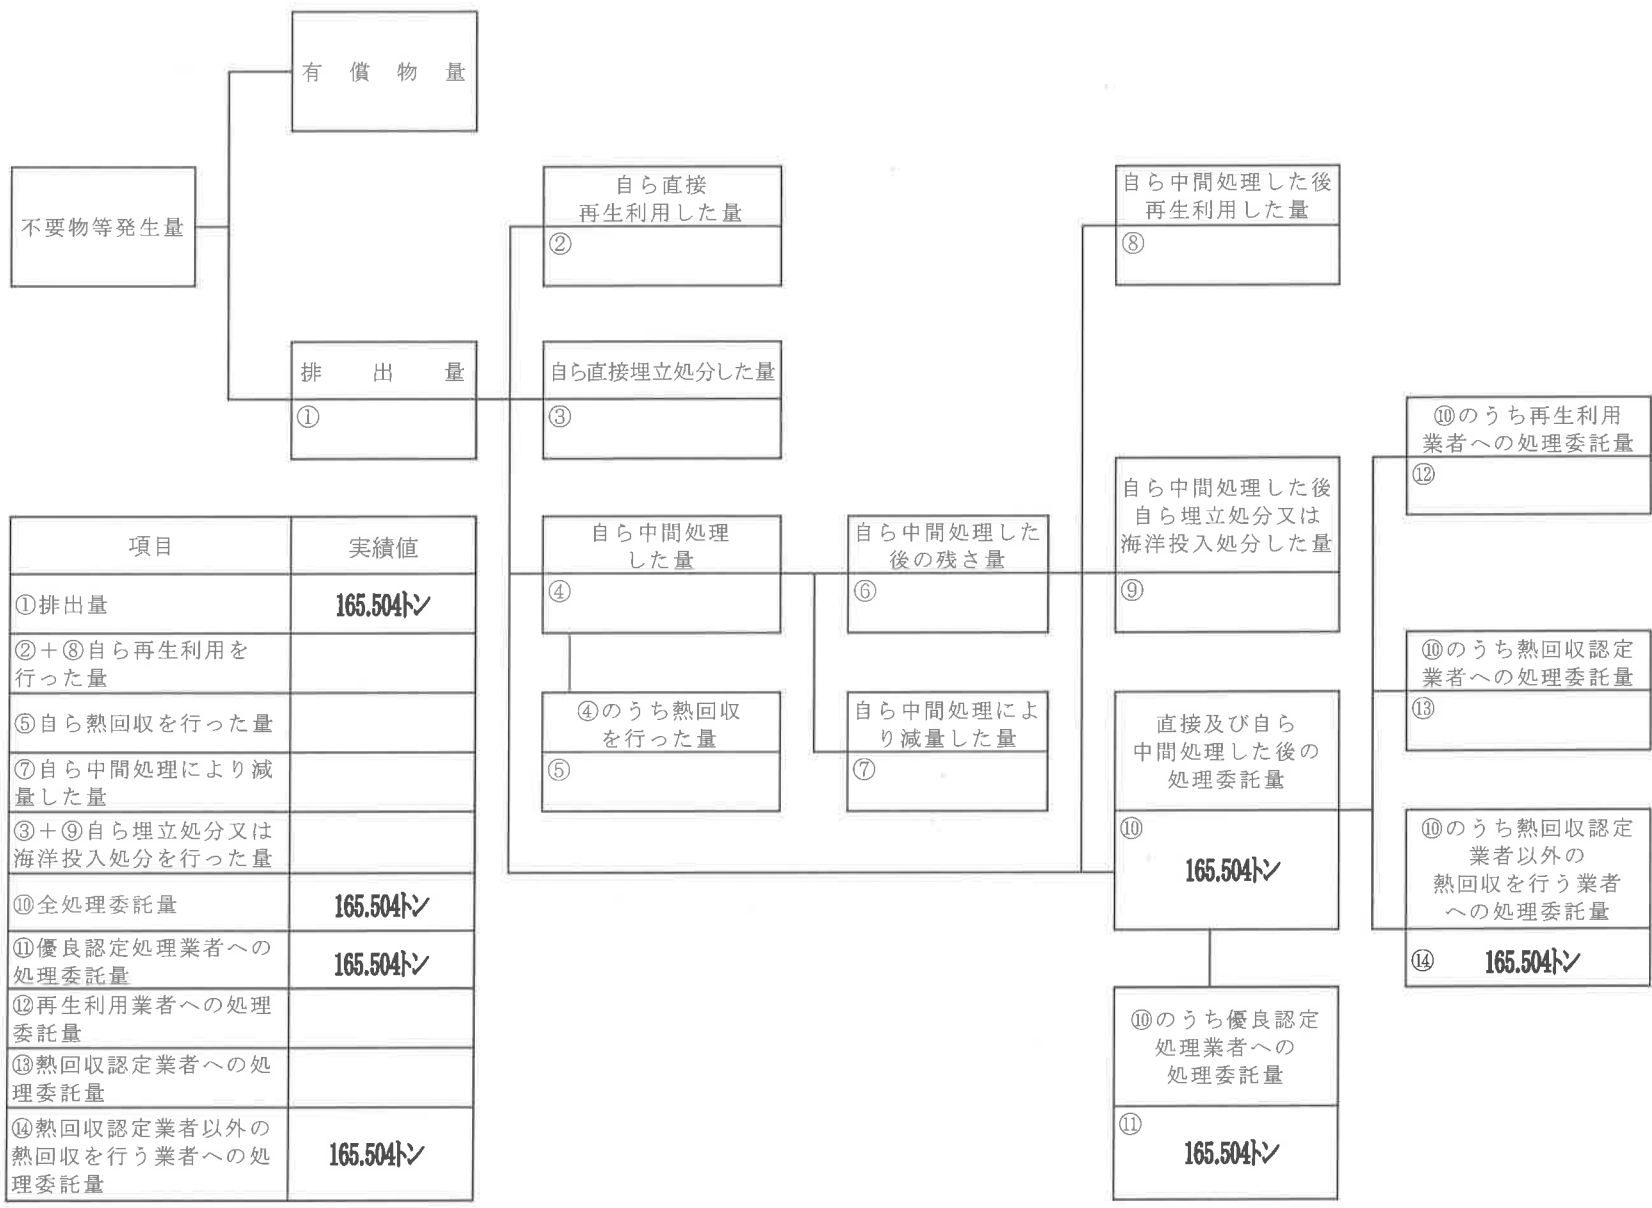 有償物量
不要物等発生量
排出量
①
自ら直接
再生利用した量
②
自ら直接埋立処分した量
③
自ら中間処理
した量
④
④のうち熱回収
を行った量
⑤
自ら中間処理した
後の残さ量
⑥
自ら中間処理によ
り減量した量
⑦
自ら中間処理した後
再生利用した量
⑧
自ら中間処理した後
自ら埋立処分又は
海洋投入処分した量
⑨
直接及び自ら
中間処理した後の
処理委託量
⑩
165.504トン
⑩のうち優良認定
処理業者への
処理委託量
⑪
165.504トン
⑩のうち再生利用
業者への処理委託量
⑫
⑩のうち熱回収認定
業者への処理委託量
⑬
⑩のうち熱回収認定
業者以外の
熱回収を行う業者
への処理委託量
⑭ 165.504トン
項目 実績値
①排出量 165.504トン
②＋⑧自ら再生利用を
行った量
⑤自ら熱回収を行った量
⑦自ら中間処理により減
量した量
③＋⑨自ら埋立処分又は
海洋投入処分を行った量
⑩全処理委託量 165.504トン
⑪優良認定処理業者への
処理委託量 165.504トン
⑫再生利用業者への処理
委託量
⑬熱回収認定業者への処
理委託量
⑭熱回収認定業者以外の
熱回収を行う業者への処 165.504トン
理委託量